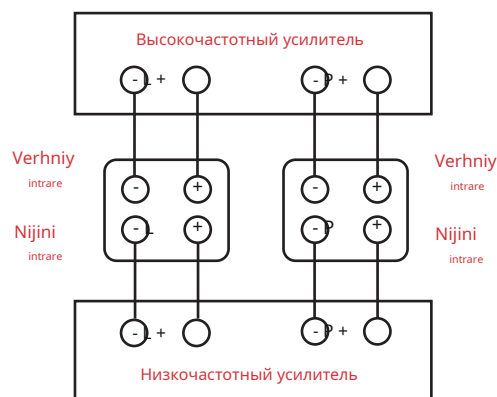 Высокочастотный усилитель
- L + - P +
Verhniy
intrare
Verhniy
intrare
- + - +
Nijini
intrare
Nijini
intrare
- L + - P +
- L + - P +
Низкочастотный усилитель